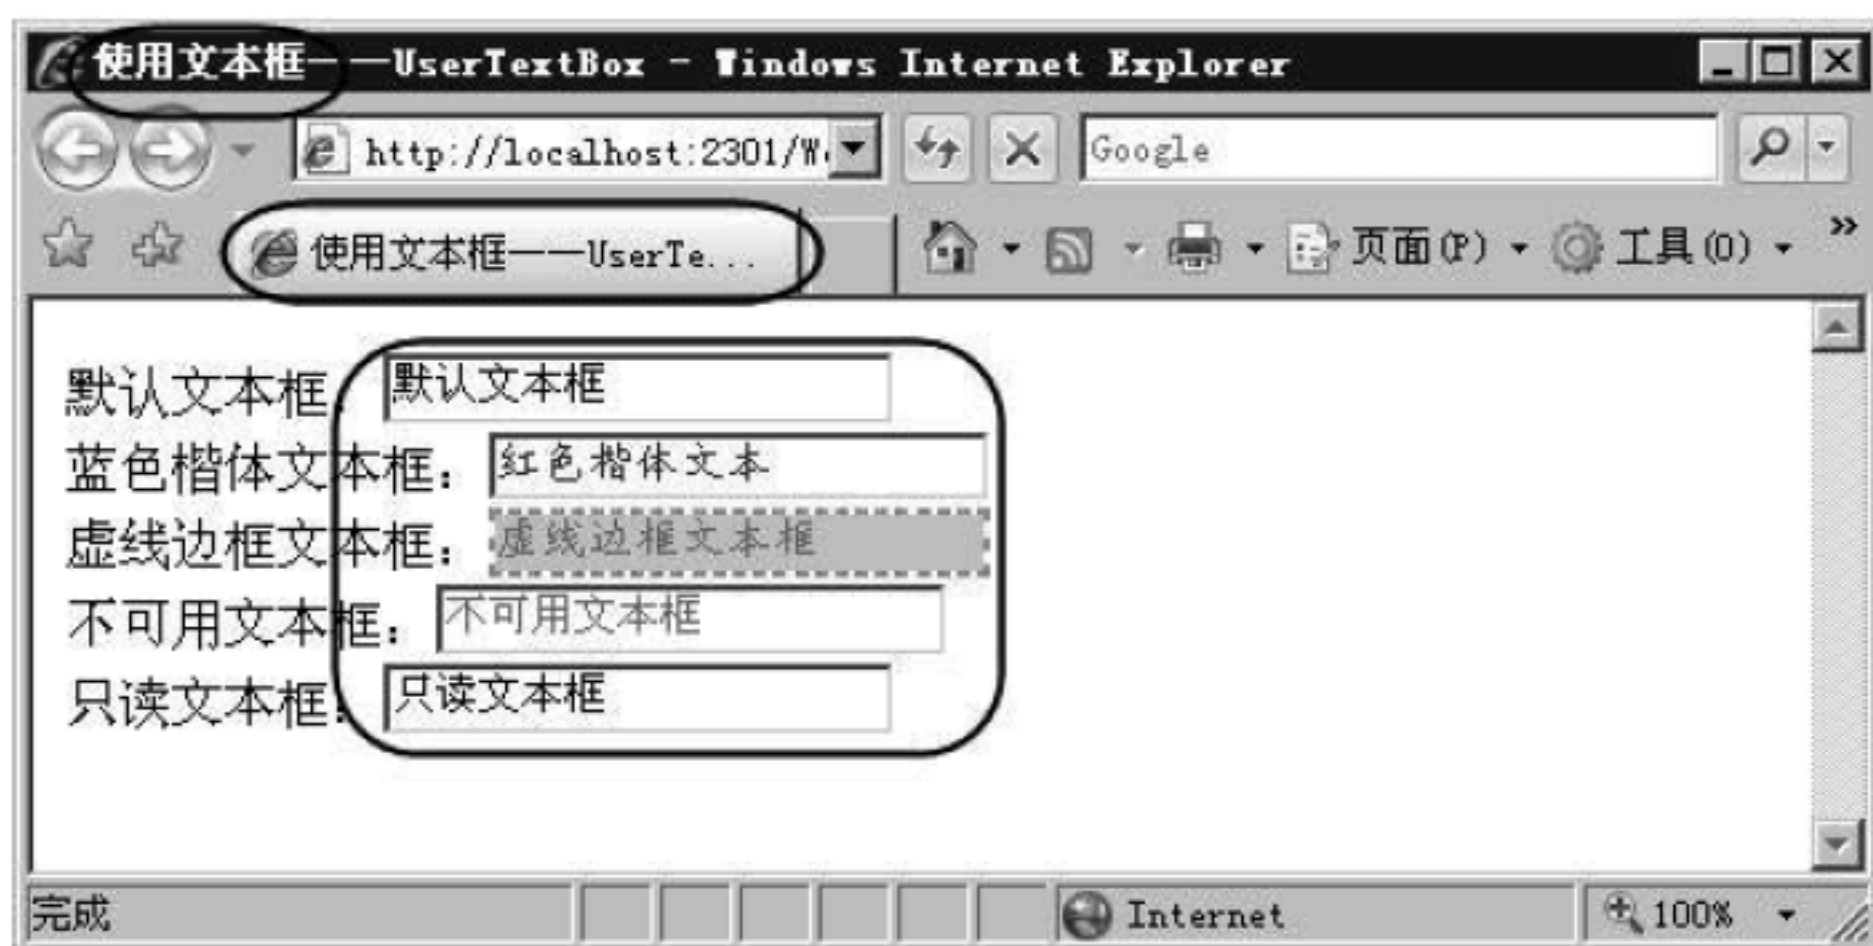 使用文本框——UserTextBox - Windows Internet Explorer
http://localhost:2301/W Google
使用文本框——UserTe... 页面(P) 工具(O) »
默认文本框： 默认文本框
蓝色楷体文本框： 红色楷体文本
虚线边框文本框： 虚线边框文本框
不可用文本框： 不可用文本框
只读文本框： 只读文本框
完成 Internet 100%